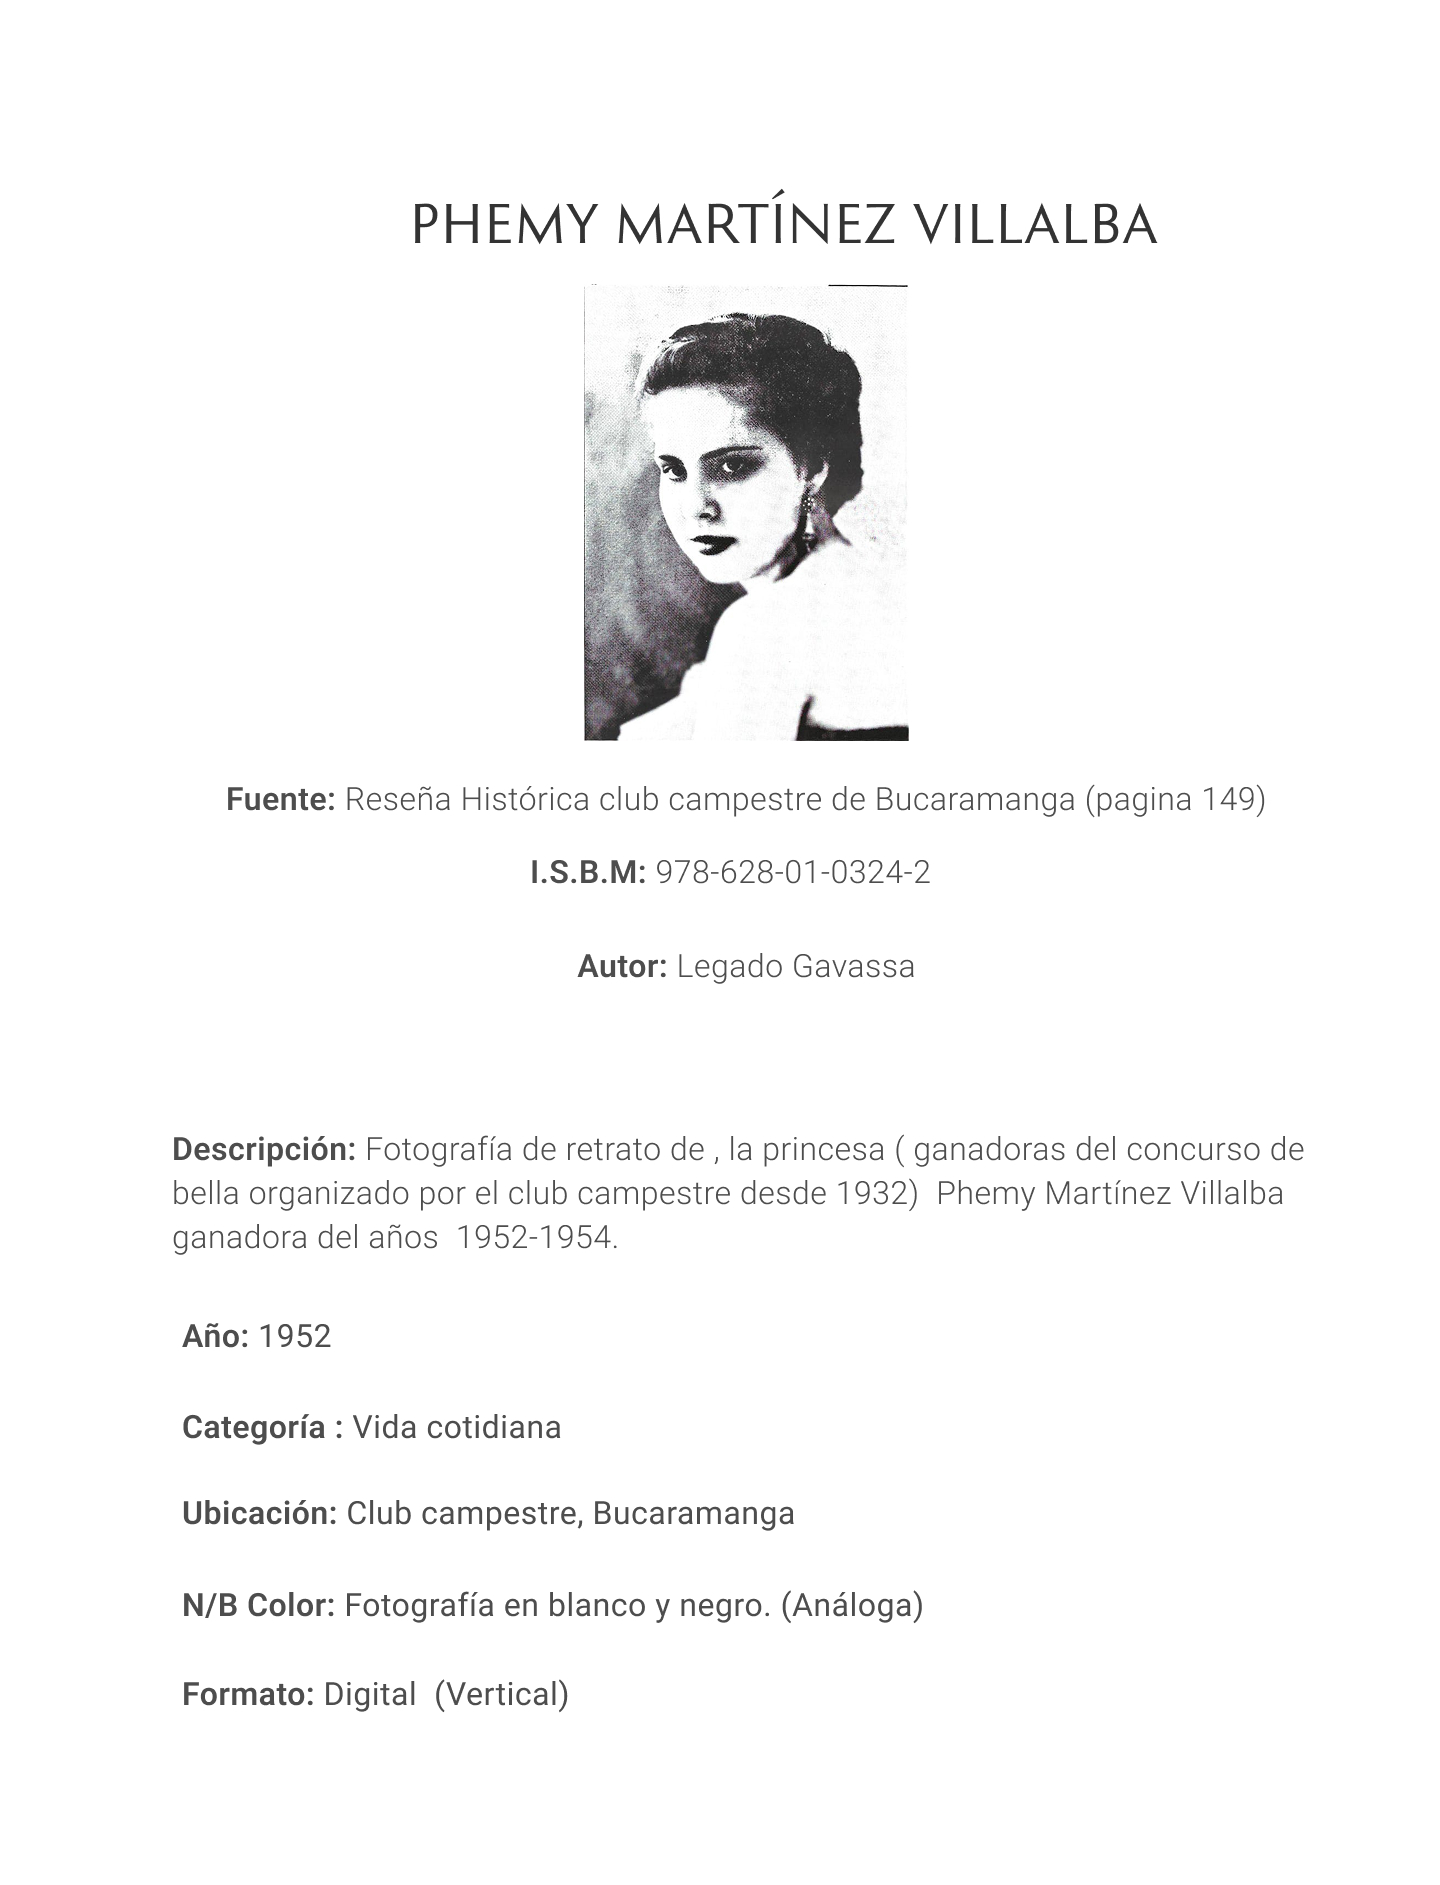 PHEMY MARTÍNEZ VILLALBA
Fuente: Reseña Histórica club campestre de Bucaramanga (pagina 149)
I.S.B.M: 978-628-01-0324-2
Autor: Legado Gavassa
Descripción: Fotografía de retrato de , la princesa ( ganadoras del concurso de
bella organizado por el club campestre desde 1932)  Phemy Martínez Villalba
ganadora del años  1952-1954.
Año: 1952
Categoría : Vida cotidiana
Ubicación: Club campestre, Bucaramanga
N/B Color: Fotografía en blanco y negro. (Análoga)
Formato: Digital  (Vertical)